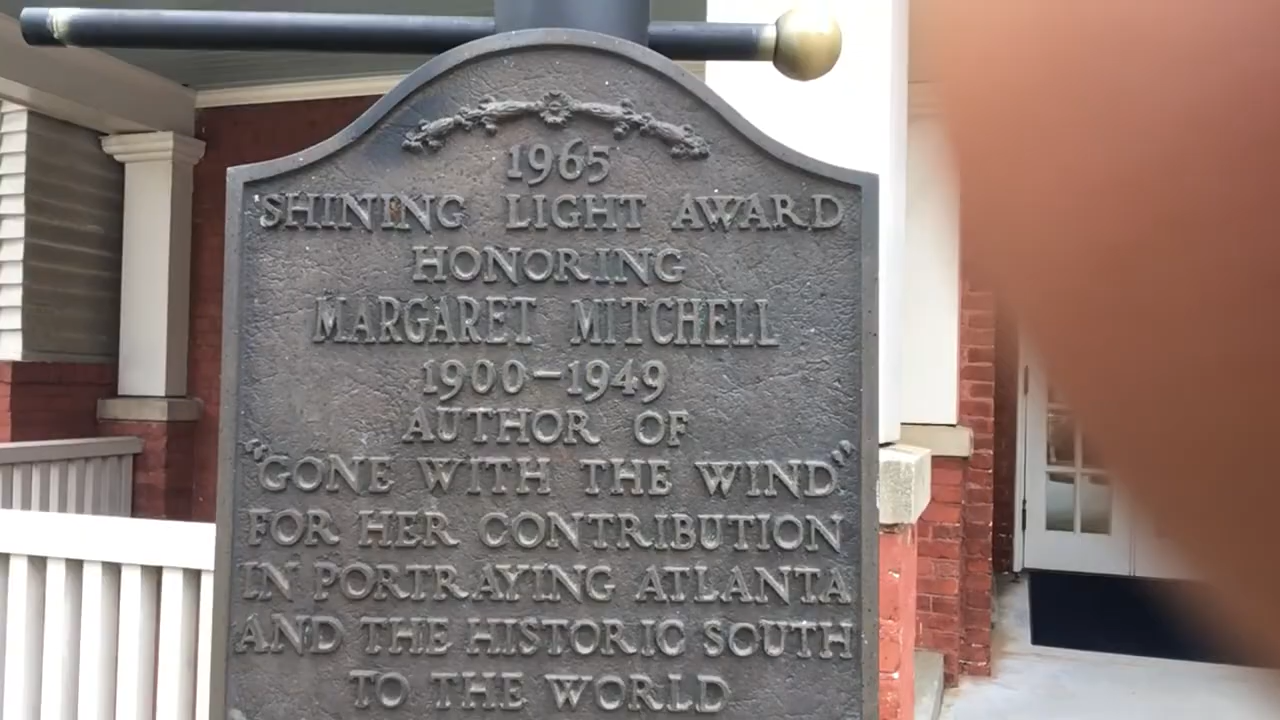 1965
SHINING LIGHT AWARD
HONORING
MARGARET MITCHELL
1900-1949
AUTHOR OF
"GONE WITH THE WIND"
FOR HER CONTRIBUTION
IN PORTRAYING ATLANTA
AND THE HISTORIC SOUTH
TO THE WORLD